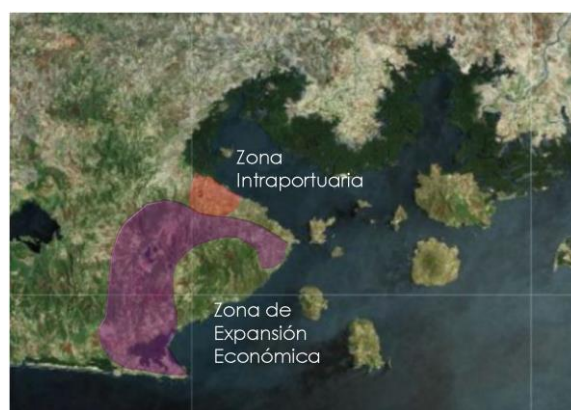 Zona
Intraportuaria
Zona de
Expansión
Económica